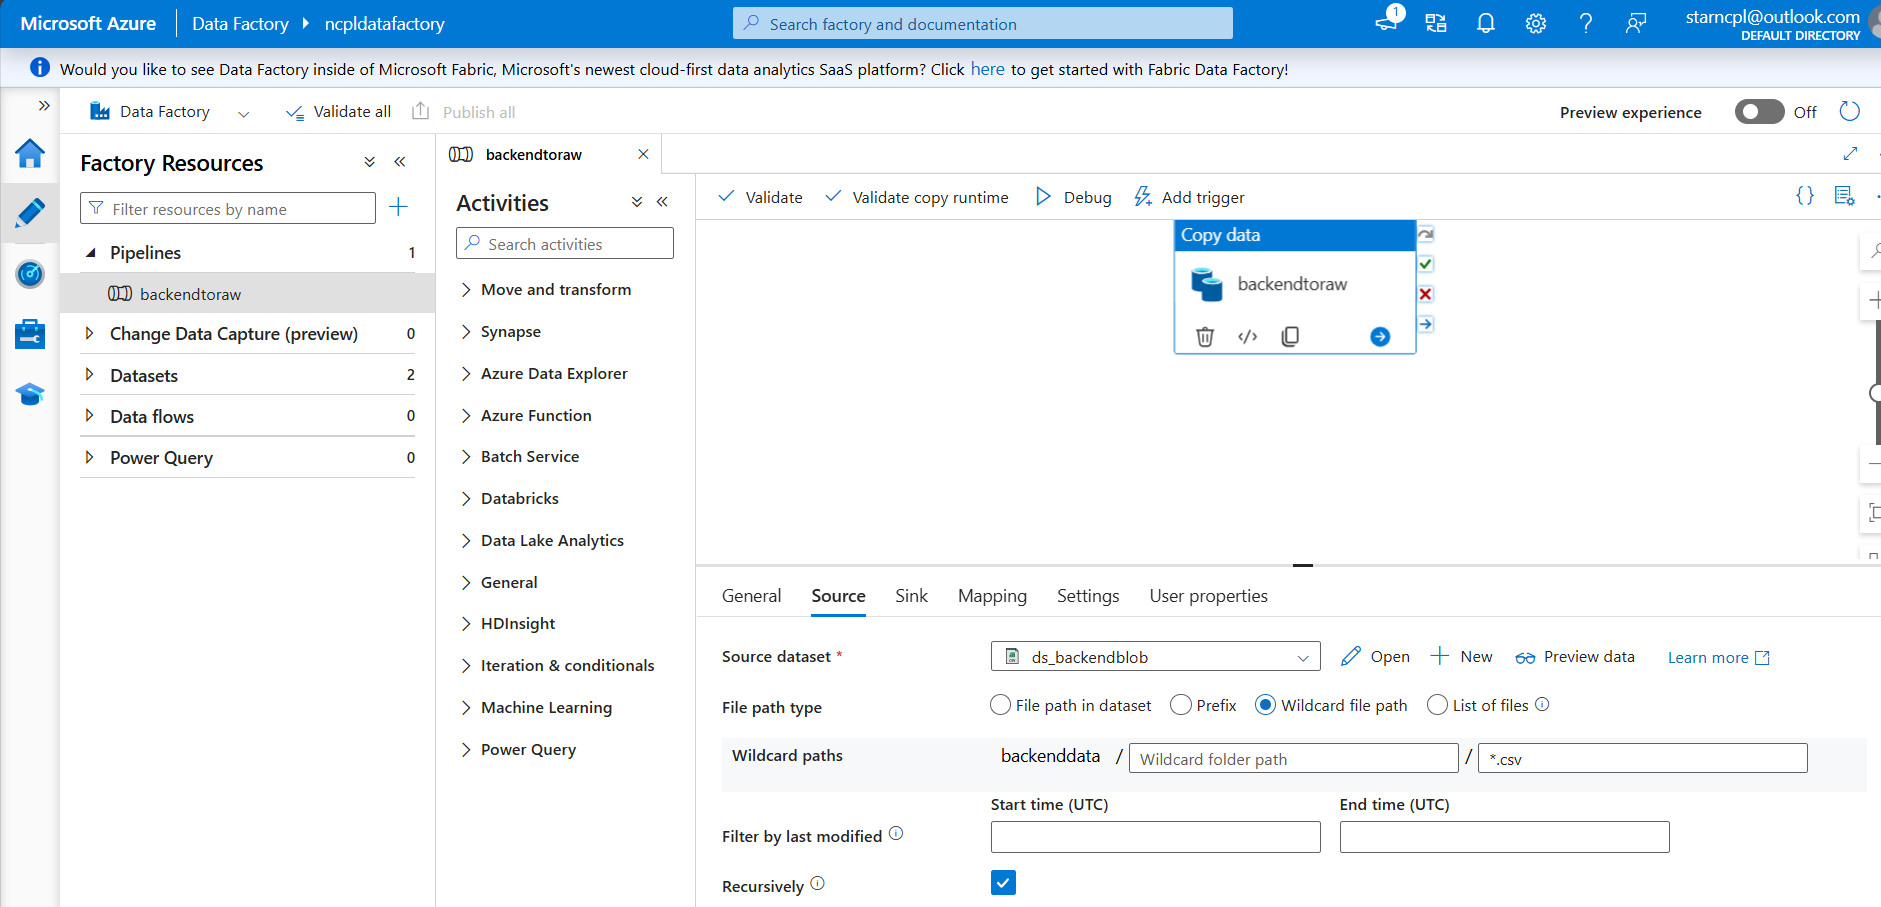 Microsoft Azure
Data Factory
ncpldatafactory
Search factory and documentation
1
starncpl@outlook.com
DEFAULT DIRECTORY
Would you like to see Data Factory inside of Microsoft Fabric, Microsoft's newest cloud-first data analytics SaaS platform? Click here to get started with Fabric Data Factory!
Data Factory
Validate all
Publish all
Preview experience
Off
Factory Resources
Filter resources by name
Pipelines 1
backendtoraw
Change Data Capture (preview) 0
Datasets 2
Data flows 0
Power Query 0
backendtoraw
Activities
Search activities
Move and transform
Synapse
Azure Data Explorer
Azure Function
Batch Service
Databricks
Data Lake Analytics
General
HDInsight
Iteration & conditionals
Machine Learning
Power Query
Validate
Validate copy runtime
Debug
Add trigger
Copy data
backendtoraw
General
Source
Sink
Mapping
Settings
User properties
Source dataset *
ds_backendblob
Open
New
Preview data
Learn more
File path type
File path in dataset
Prefix
Wildcard file path
List of files
Wildcard paths
backenddata / Wildcard folder path / *.csv
Start time (UTC)
End time (UTC)
Filter by last modified
Recursively